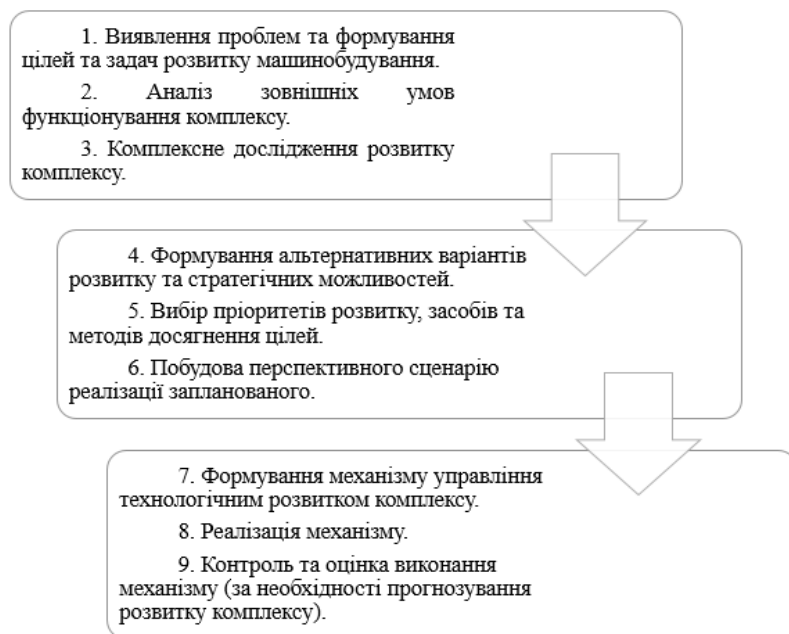 1. Виявлення проблем та формування
цілей та задач розвитку машинобудування.
2. Аналіз зовнішніх умов
функціонування комплексу.
3. Комплексне дослідження розвитку
комплексу.
4. Формування альтернативних варіантів
розвитку та стратегічних можливостей.
5. Вибір пріоритетів розвитку, засобів та
методів досягнення цілей.
6. Побудова перспективного сценарію
реалізації запланованого.
7. Формування механізму управління
технологічним розвитком комплексу.
8. Реалізація механізму.
9. Контроль та оцінка виконання
механізму (за необхідності прогнозування
розвитку комплексу).